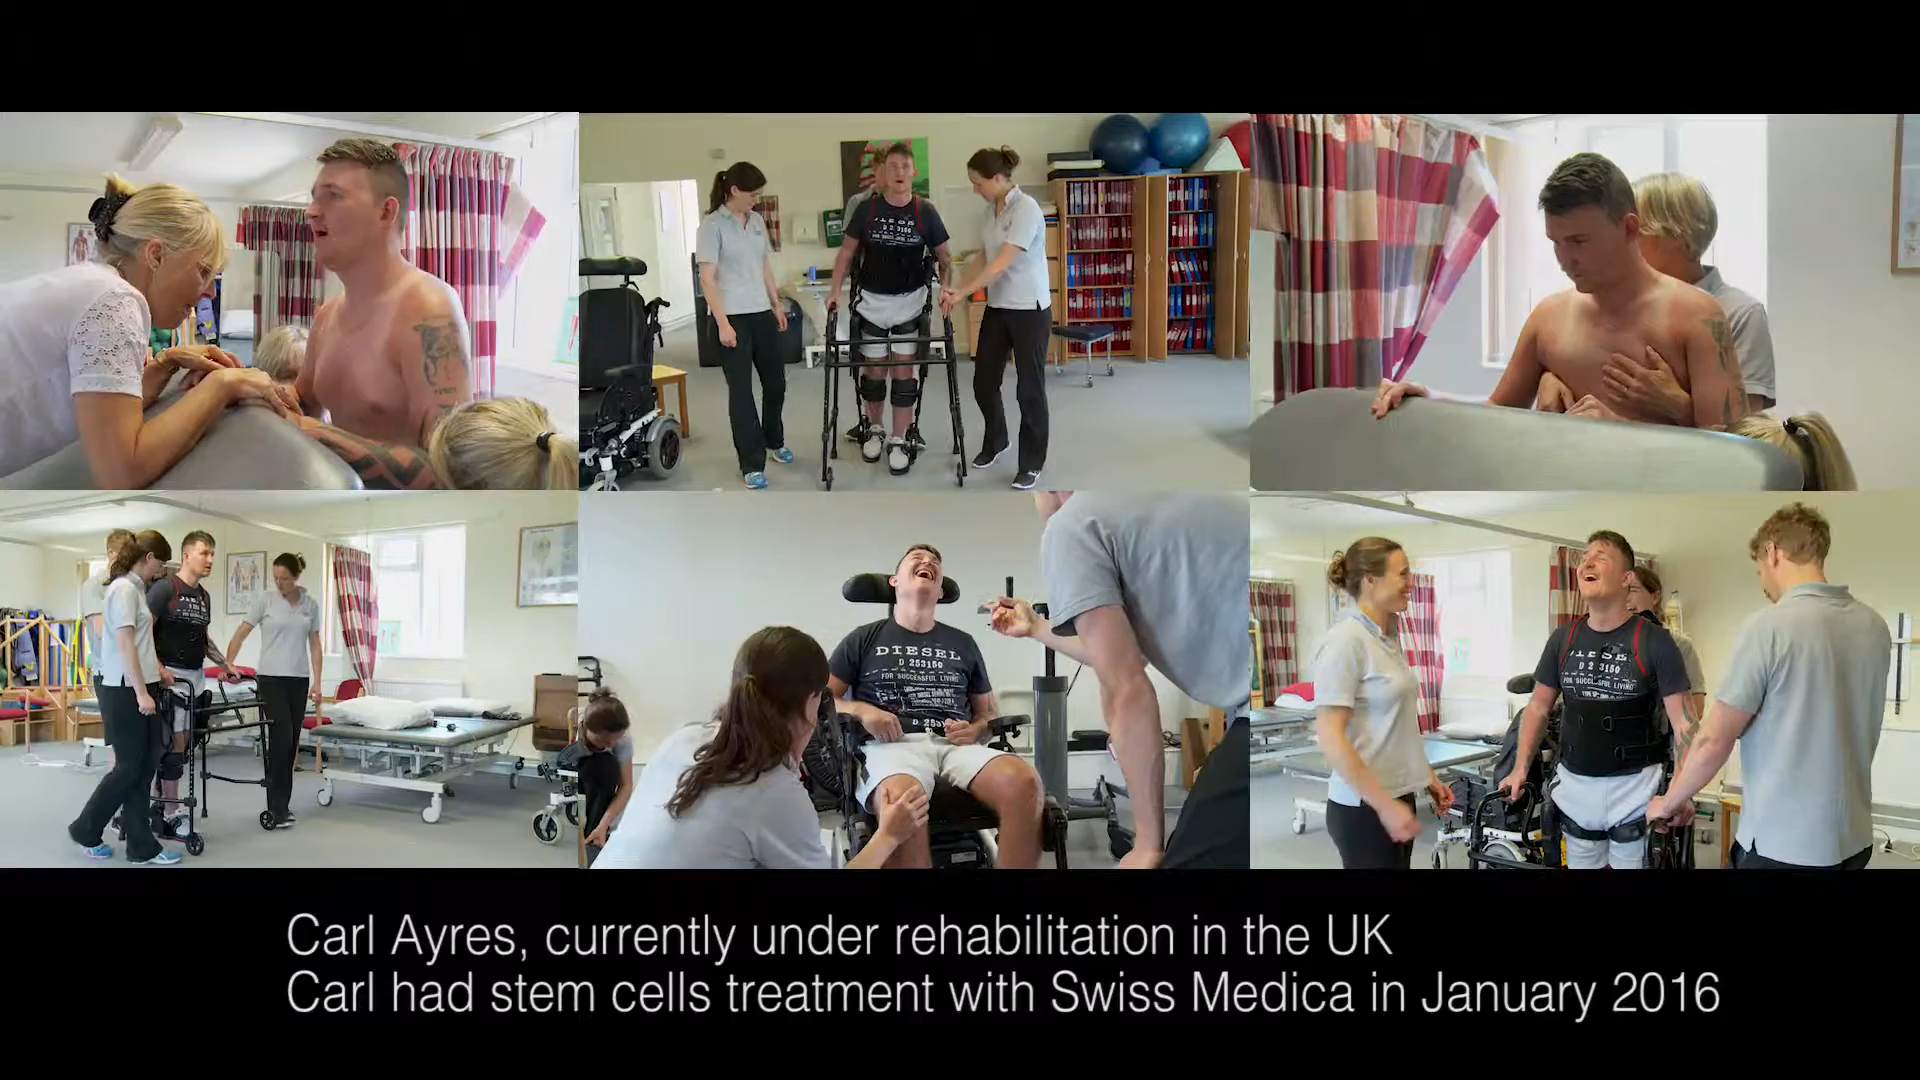 DIESEL
D 253150
FOR SUCCESSFUL LIVING
Carl Ayres, currently under rehabilitation in the UK
Carl had stem cells treatment with Swiss Medica in January 2016